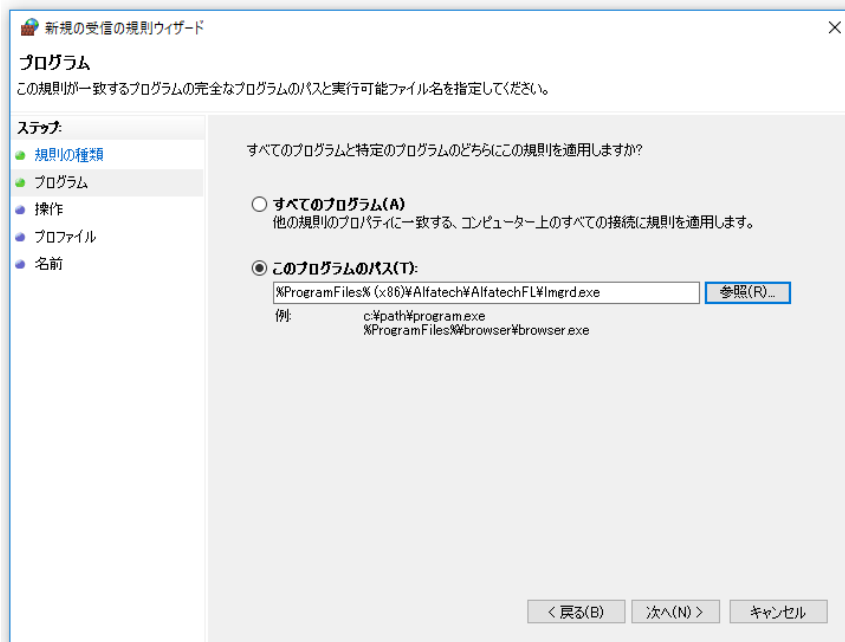 新規の受信の規則ウィザード
プログラム
この規則が一致するプログラムの完全なプログラムのパスと実行可能ファイル名を指定してください。
ステップ:
規則の種類
プログラム
操作
プロファイル
名前
すべてのプログラムと特定のプログラムのどちらにこの規則を適用しますか?
すべてのプログラム(A)
他の規則のプロパティに一致する、コンピューター上のすべての接続に規則を適用します。
このプログラムのパス(T):
%ProgramFiles% (x86)¥Alfatech¥AlfatechFL¥lmgrd.exe
参照(R)...
例: c:¥path¥program.exe
%ProgramFiles%¥browser¥browser.exe
< 戻る(B)
次へ(N) >
キャンセル